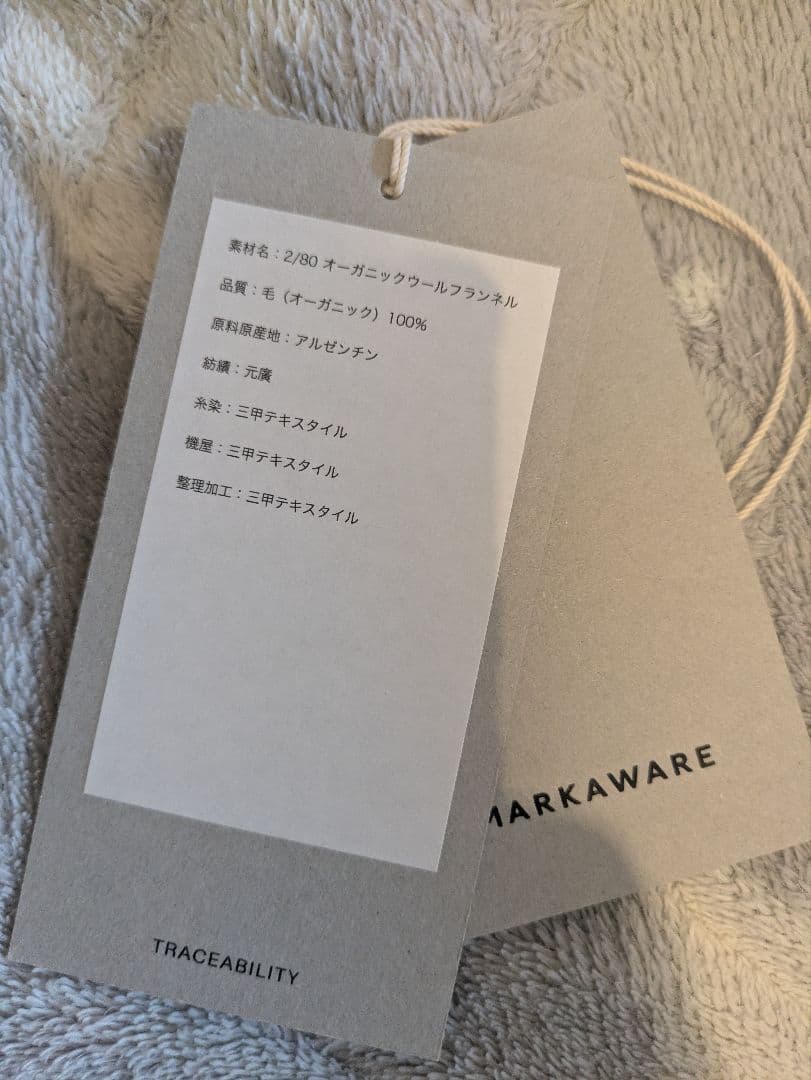 素材名：2/80 オーガニックウールフランネル
品質：毛（オーガニック）100%
原料原産地：アルゼンチン
紡績：元廣
糸染：三甲テキスタイル
機屋：三甲テキスタイル
整理加工：三甲テキスタイル
TRACEABILITY
MARKAWARE